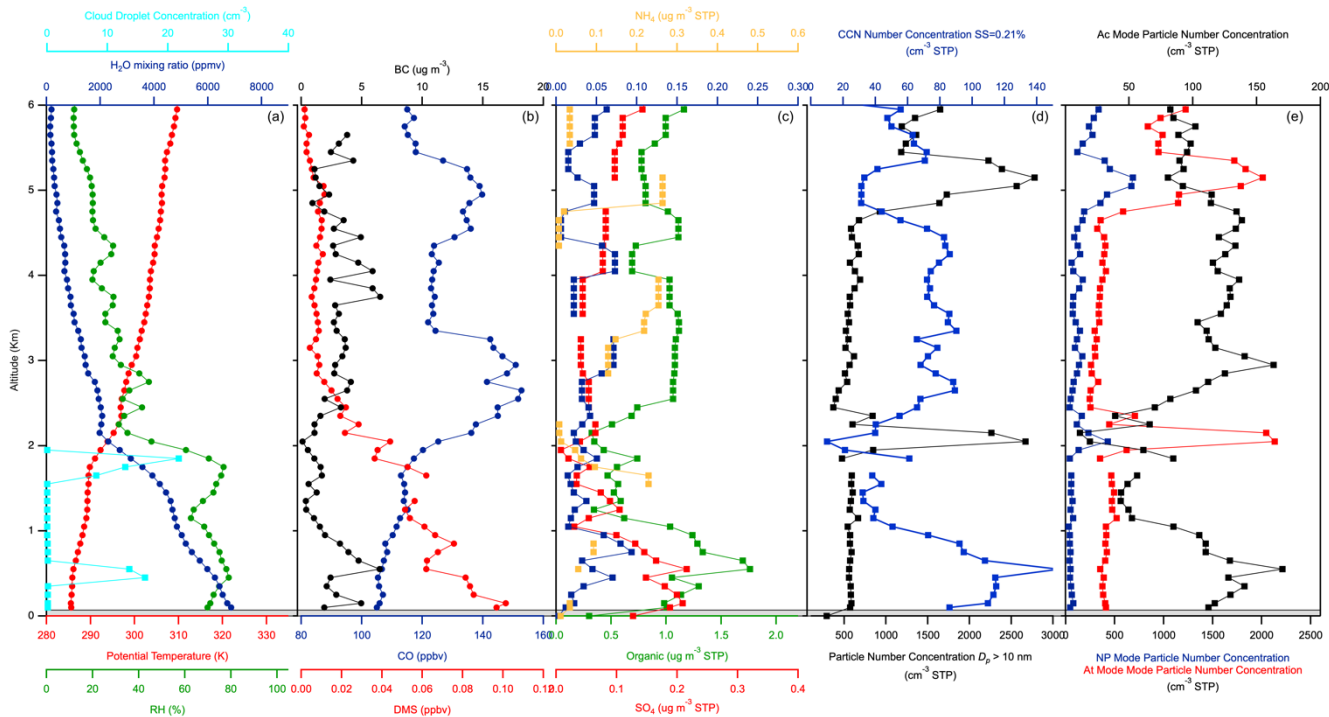 Cloud Droplet Concentration (cm⁻³)
0 10 20 30 40
H₂O mixing ratio (ppmv)
0 2000 4000 6000 8000
BC (ug m⁻³)
0 5 10 15 20
NH₄ (ug m⁻³ STP)
0.0 0.1 0.2 0.3 0.4 0.5 0.6
0.00 0.05 0.10 0.15 0.20 0.25 0.30
CCN Number Concentration SS=0.21%
(cm⁻³ STP)
0 20 40 60 80 100 120 140
Ac Mode Particle Number Concentration
(cm⁻³ STP)
50 100 150 200
(a) (b) (c) (d) (e)
Altitude (Km)
6
5
4
3
2
1
0
280 290 300 310 320 330
Potential Temperature (K)
0 20 40 60 80 100
RH (%)
80 100 120 140 160
CO (ppbv)
0.00 0.02 0.04 0.06 0.08 0.10
DMS (ppbv)
0.0 0.5 1.0 1.5 2.0
Organic (ug m⁻³ STP)
0.0 0.1 0.2 0.3 0.4
SO₄ (ug m⁻³ STP)
500 1000 1500 2000 2500 3000
Particle Number Concentration Dₚ > 10 nm
(cm⁻³ STP)
0 500 1000 1500 2000 2500
NP Mode Particle Number Concentration
At Mode Mode Particle Number Concentration
(cm⁻³ STP)